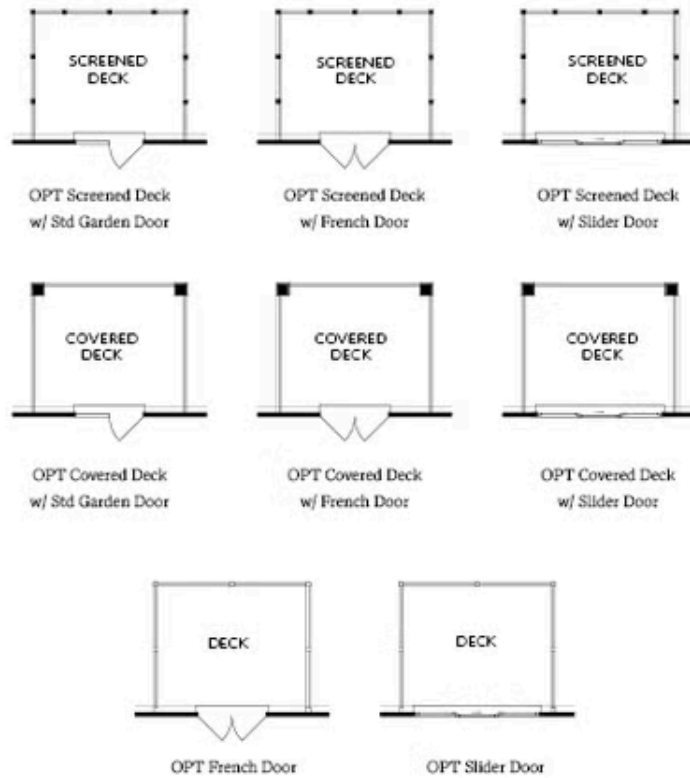 SCREENED
DECK
SCREENED
DECK
SCREENED
DECK
OPT Screened Deck
w/ Std Garden Door
OPT Screened Deck
w/ French Door
OPT Screened Deck
w/ Slider Door
COVERED
DECK
COVERED
DECK
COVERED
DECK
OPT Covered Deck
w/ Std Garden Door
OPT Covered Deck
w/ French Door
OPT Covered Deck
w/ Slider Door
DECK
DECK
OPT French Door
OPT Slider Door